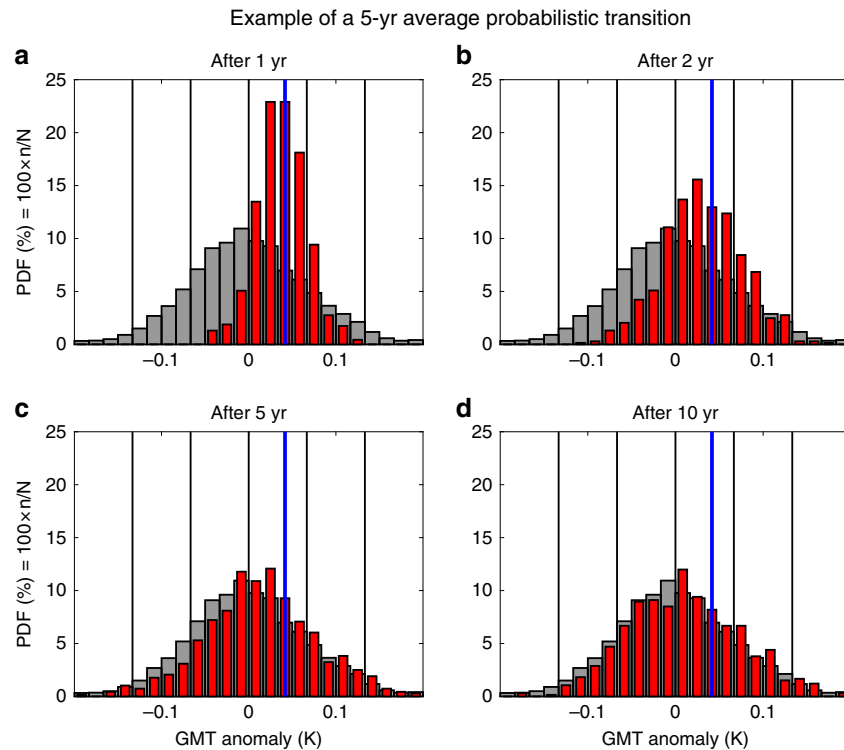 Example of a 5-yr average probabilistic transition
a
After 1 yr
25
20
15
10
5
0
PDF (%) = 100×n/N
−0.1
0
0.1
b
After 2 yr
25
20
15
10
5
0
−0.1
0
0.1
c
After 5 yr
25
20
15
10
5
0
PDF (%) = 100×n/N
−0.1
0
0.1
GMT anomaly (K)
d
After 10 yr
25
20
15
10
5
0
−0.1
0
0.1
GMT anomaly (K)